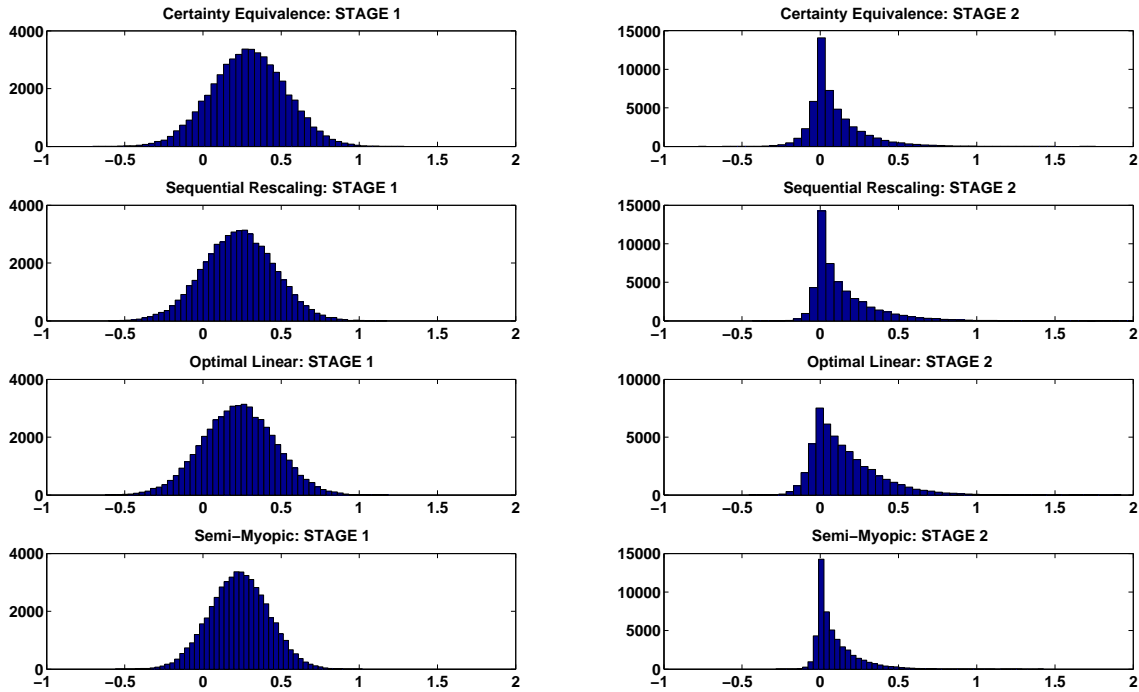 Certainty Equivalence: STAGE 1
4000
2000
0
−1 −0.5 0 0.5 1 1.5 2
Certainty Equivalence: STAGE 2
15000
10000
5000
0
−1 −0.5 0 0.5 1 1.5 2
Sequential Rescaling: STAGE 1
4000
2000
0
−1 −0.5 0 0.5 1 1.5 2
Sequential Rescaling: STAGE 2
15000
10000
5000
0
−1 −0.5 0 0.5 1 1.5 2
Optimal Linear: STAGE 1
4000
2000
0
−1 −0.5 0 0.5 1 1.5 2
Optimal Linear: STAGE 2
10000
5000
0
−1 −0.5 0 0.5 1 1.5 2
Semi−Myopic: STAGE 1
4000
2000
0
−1 −0.5 0 0.5 1 1.5 2
Semi−Myopic: STAGE 2
15000
10000
5000
0
−1 −0.5 0 0.5 1 1.5 2